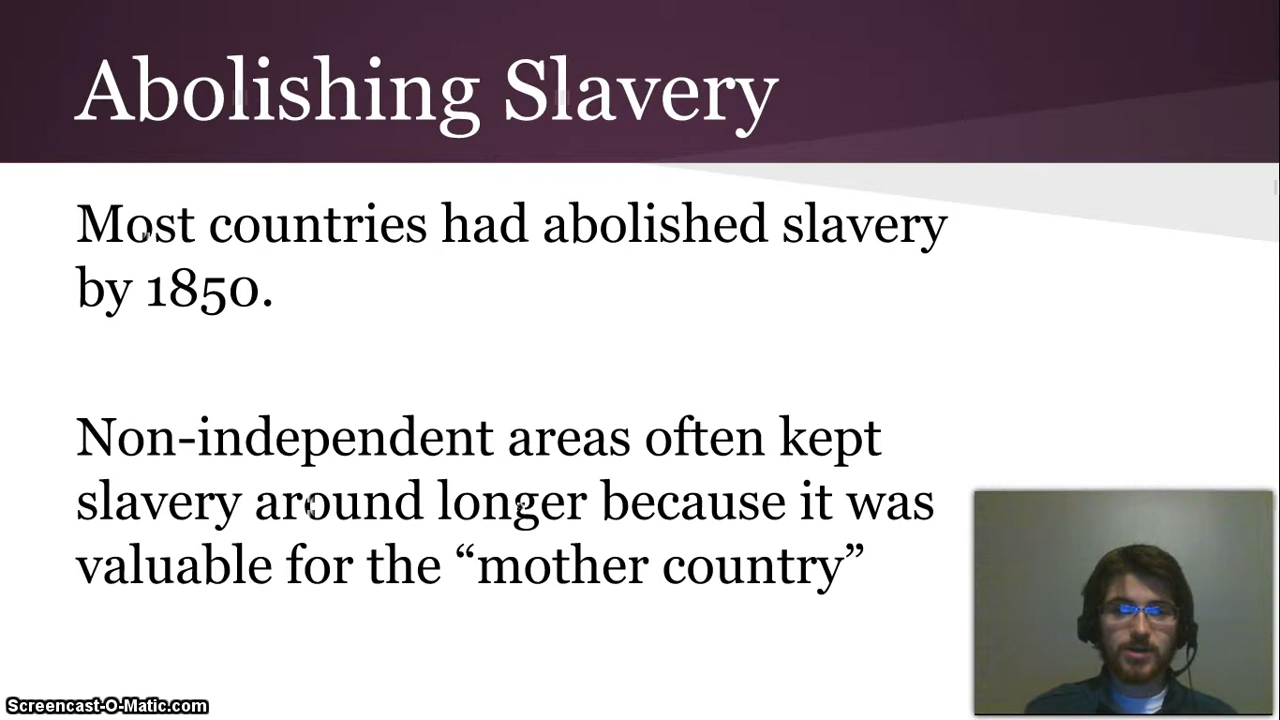 Abolishing Slavery
Most countries had abolished slavery
by 1850.
Non-independent areas often kept
slavery around longer because it was
valuable for the “mother country”
Screencast-O-Matic.com